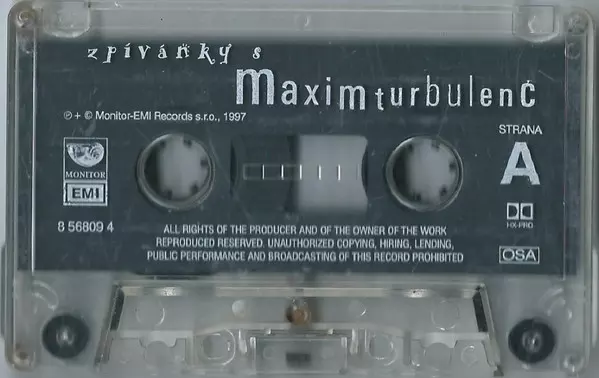 zpívánky s
maximturbulenč
℗ + © Monitor-EMI Records s.r.o., 1997
STRANA
A
MONITOR
EMI
8 56809 4
HX-PRO
OSA
ALL RIGHTS OF THE PRODUCER AND OF THE OWNER OF THE WORK
REPRODUCED RESERVED. UNAUTHORIZED COPYING, HIRING, LENDING,
PUBLIC PERFORMANCE AND BROADCASTING OF THIS RECORD PROHIBITED